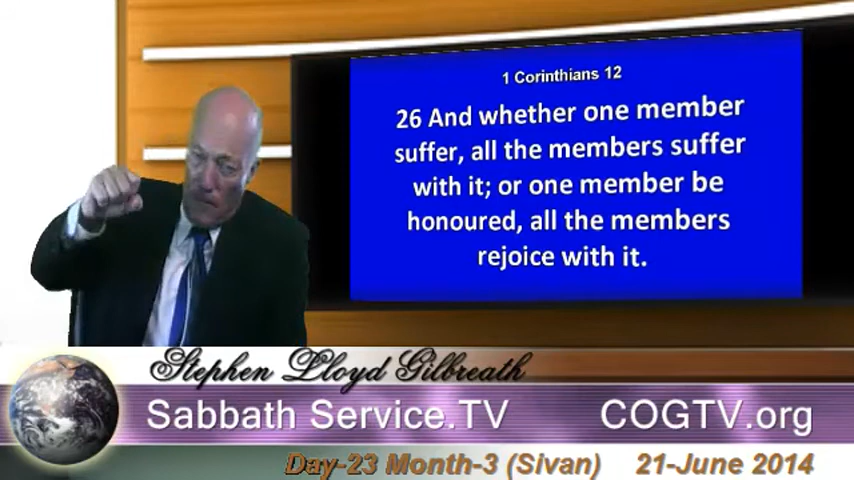 1 Corinthians 12
26 And whether one member
suffer, all the members suffer
with it; or one member be
honoured, all the members
rejoice with it.
Stephen Lloyd Gilbreath
Sabbath Service.TV COGTV.org
Day-23 Month-3 (Sivan) 21-June 2014